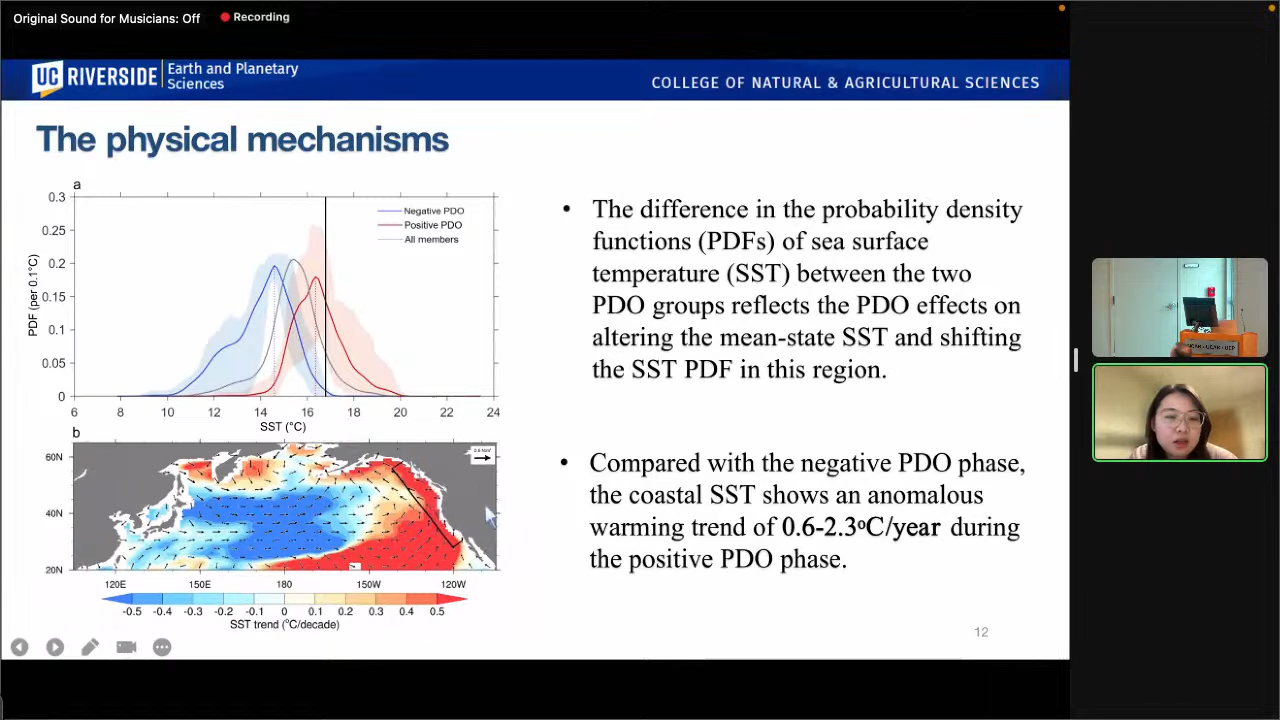 Original Sound for Musicians: Off
Recording
UC RIVERSIDE
Earth and Planetary
Sciences
COLLEGE OF NATURAL & AGRICULTURAL SCIENCES
The physical mechanisms
a
0.3
0.25
0.2
0.15
0.1
0.05
0
PDF (per 0.1°C)
Negative PDO
Positive PDO
All members
6 8 10 12 14 16 18 20 22 24
SST (°C)
b
60N
40N
20N
120E 150E 180 150W 120W
-0.5 -0.4 -0.3 -0.2 -0.1 0 0.1 0.2 0.3 0.4 0.5
SST trend (°C/decade)
• The difference in the probability density
functions (PDFs) of sea surface
temperature (SST) between the two
PDO groups reflects the PDO effects on
altering the mean-state SST and shifting
the SST PDF in this region.
• Compared with the negative PDO phase,
the coastal SST shows an anomalous
warming trend of 0.6-2.3°C/year during
the positive PDO phase.
12